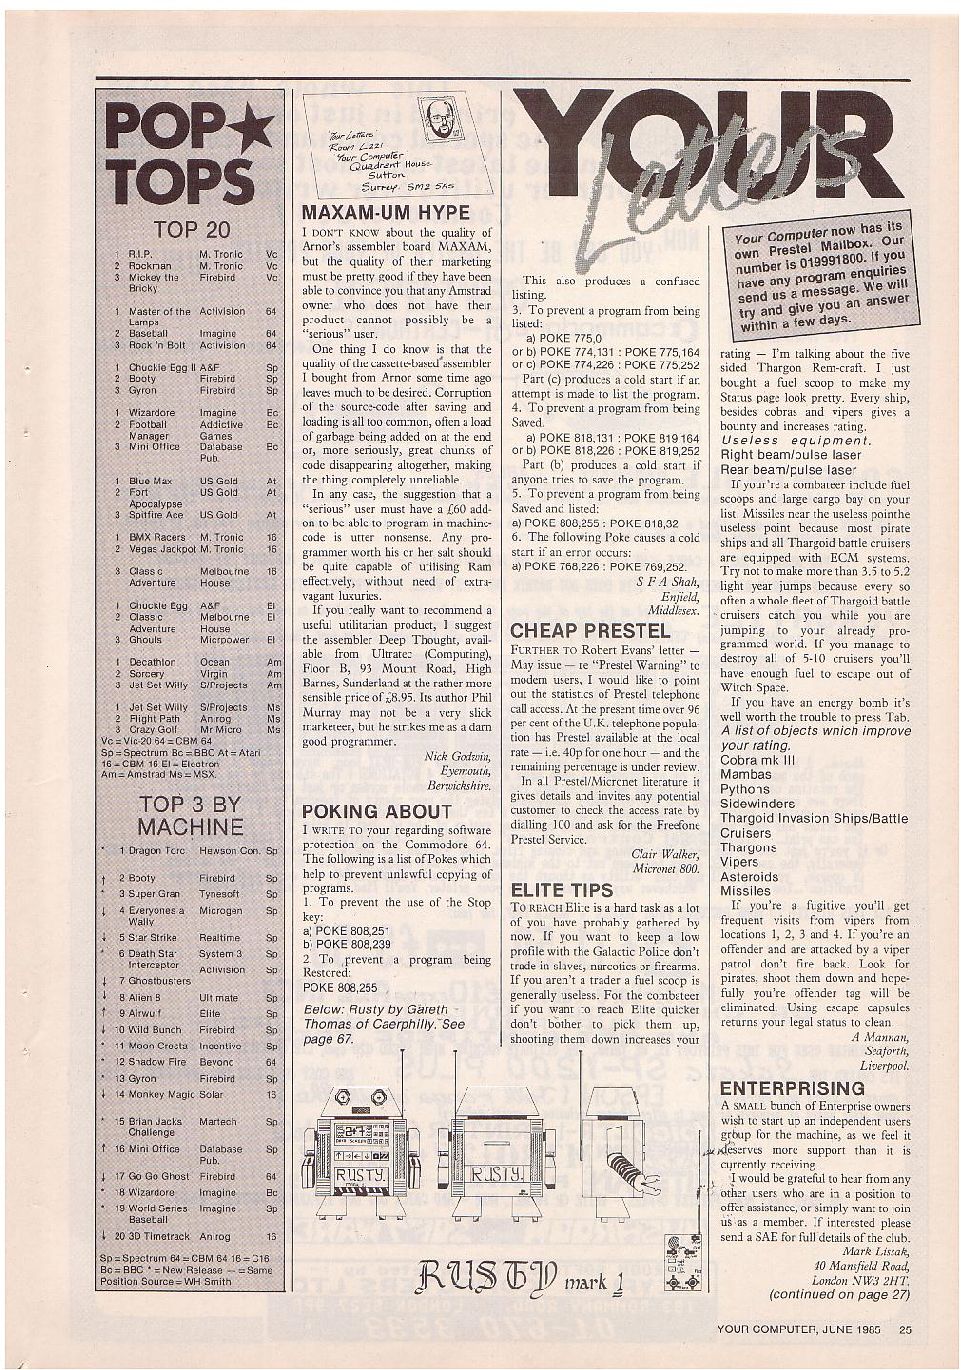 POP★
TOPS
TOP 20
1 R.I.P. M. Tronic Vc
2 Rockman M. Tronic Vc
3 Mickey the Firebird Vc
Bricky
1 Master of the Activision 64
Lamps
2 Baseball Imagine 64
3 Rock 'n Bolt Activision 64
1 Chuckie Egg II A&F Sp
2 Booty Firebird Sp
3 Gyron Firebird Sp
1 Wizardore Imagine Bc
2 Football Addictive Bc
Manager Games
3 Mini Office Database Bc
Pub.
1 Blue Max US Gold At
2 Fort US Gold At
Apocalypse
3 Spitfire Ace US Gold At
1 BMX Racers M. Tronic 16
2 Vegas Jackpot M. Tronic 16
3 Classic Melbourne 16
Adventure House
1 Chuckie Egg A&F El
2 Classic Melbourne El
Adventure House
3 Ghouls Micrpower El
1 Decathlor Ocean Am
2 Sorcery Virgin Am
3 Jet Set Willy S/Projects Am
1 Jet Set Willy S/Projects Ms
2 Flight Path Anirog Ms
3 Crazy Golf Mr Micro Ms
Vc = Vic-20 64 = CBM 64
Sp = Spectrum Bc = BBC At = Atari
16 = CBM 16 El = Electron
Am = Amstrad Ms = MSX.
TOP 3 BY
MACHINE
* 1 Dragon Torc Hewson Con. Sp
↑ 2 Booty Firebird Sp
* 3 Super Gran Tynesoft Sp
↓ 4 Everyones a Microgen Sp
Wally
↓ 5 Star Strike Realtime Sp
* 6 Death Star System 3 Sp
Interceptor
↓ 7 Ghostbusters Activision Sp
↓ 8 Alien 8 Ultimate Sp
↑ 9 Airwolf Elite Sp
↓ 10 Wild Bunch Firebird Sp
* 11 Moon Cresta Incentive Sp
* 12 Shadow Fire Beyond 64
* 13 Gyron Firebird Sp
↓ 14 Monkey Magic Solar 16
* 15 Brian Jacks Martech Sp
Challenge
↑ 16 Mini Office Database Sp
Pub.
↓ 17 Go Go Ghost Firebird 64
* 18 Wizardore Imagine Bc
* 19 World Series Imagine Sp
Baseball
↓ 20 3D Timetrack Anirog 16
Sp = Spectrum 64 = CBM 64 16 = C16
Bc = BBC * = New Release — = Same
Position Source = WH Smith
Your Letters
Room L221
Your Computer
Quadrant House
Sutton
Surrey. SM2 5AS
MAXAM-UM HYPE
I DON'T KNOW about the quality of
Arnor's assembler board MAXAM,
but the quality of their marketing
must be pretty good if they have been
able to convince you that any Amstrad
owner who does not have their
product cannot possibly be a
"serious" user.
One thing I do know is that the
quality of the cassette-based assembler
I bought from Arnor some time ago
leaves much to be desired. Corruption
of the source-code after saving and
loading is all too common, often a load
of garbage being added on at the end
or, more seriously, great chunks of
code disappearing altogether, making
the thing completely unreliable.
In any case, the suggestion that a
"serious" user must have a £60 add-
on to be able to program in machine-
code is utter nonsense. Any pro-
grammer worth his or her salt should
be quite capable of utilising Ram
effectively, without need of extra-
vagant luxuries.
If you really want to recommend a
useful utilitarian product, I suggest
the assembler Deep Thought, avail-
able from Ultratec (Computing),
Floor B, 93 Mount Road, High
Barnes, Sunderland at the rather more
sensible price of £8.95. Its author Phil
Murray may not be a very slick
marketeer, but he strikes me as a darn
good programmer.
Nick Godwin,
Eyemouth,
Berwickshire.
POKING ABOUT
I WRITE TO your regarding software
protection on the Commodore 64.
The following is a list of Pokes which
help to prevent unlawful copying of
programs.
1. To prevent the use of the Stop
key:
a) POKE 808,251
b) POKE 808,239
2. To prevent a program being
Restored:
POKE 808,255
Below: Rusty by Gareth
Thomas of Caerphilly. See
page 67.
YOUR
Letters
This also produces a confused
listing.
3. To prevent a program from being
listed:
a) POKE 775,0
or b) POKE 774,131 : POKE 775,164
or c) POKE 774,226 : POKE 775,252
Part (c) produces a cold start if an
attempt is made to list the program.
4. To prevent a program from being
Saved.
a) POKE 818,131 : POKE 819 164
or b) POKE 818,226 : POKE 819,252
Part (b) produces a cold start if
anyone tries to save the program.
5. To prevent a program from being
Saved and listed:
a) POKE 808,255 : POKE 818,32
6. The following Poke causes a cold
start if an error occurs:
a) POKE 768,226 : POKE 769,252.
S F A Shah,
Enfield,
Middlesex.
CHEAP PRESTEL
FURTHER TO Robert Evans' letter —
May issue — re "Prestel Warning" to
modem users, I would like to point
out the statistics of Prestel telephone
call access. At the present time over 96
per cent of the U.K. telephone popula-
tion has Prestel available at the local
rate — i.e. 40p for one hour — and the
remaining percentage is under review.
In all Prestel/Micronet literature it
gives details and invites any potential
customer to check the access rate by
dialling 100 and ask for the Freefone
Prestel Service.
Clair Walker,
Micronet 800.
ELITE TIPS
TO REACH Elite is a hard task as a lot
of you have probably gathered by
now. If you want to keep a low
profile with the Galactic Police don't
trade in slaves, narcotics or firearms.
If you aren't a trader a fuel scoop is
generally useless. For the combateer
if you want to reach Elite quicker
don't bother to pick them up,
shooting them down increases your
Your Computer now has its
own Prestel Mailbox. Our
number is 019991800. If you
have any program enquiries
send us a message. We will
try and give you an answer
within a few days.
rating — I'm talking about the five
sided Thargon Rem-craft. I just
bought a fuel scoop to make my
Status page look pretty. Every ship,
besides cobras and vipers gives a
bounty and increases rating.
Useless equipment.
Right beam/pulse laser
Rear beam/pulse laser
If your're a combateer include fuel
scoops and large cargo bay on your
list. Missiles near the useless pointhe
useless point because most pirate
ships and all Thargoid battle cruisers
are equipped with ECM systems.
Try not to make more than 3.5 to 5.2
light year jumps because every so
often a whole fleet of Thargoid battle
cruisers catch you while you are
jumping to your already pro-
grammed world. If you manage to
destroy all of 5-10 cruisers you'll
have enough fuel to escape out of
Witch Space.
If you have an energy bomb it's
well worth the trouble to press Tab.
A list of objects which improve
your rating.
Cobra mk III
Mambas
Pythons
Sidewinders
Thargoid Invasion Ships/Battle
Cruisers
Thargons
Vipers
Asteroids
Missiles
If you're a fugitive you'll get
frequent visits from vipers from
locations 1, 2, 3 and 4. If you're an
offender and are attacked by a viper
patrol don't fire back. Look for
pirates, shoot them down and hope-
fully you're offender tag will be
eliminated. Using escape capsules
returns your legal status to clean
A Mannan,
Seaforth,
Liverpool.
ENTERPRISING
A SMALL bunch of Enterprise owners
wish to start up an independent users
group for the machine, as we feel it
deserves more support than it is
currently receiving
I would be grateful to hear from any
other users who are in a position to
offer assistance, or simply want to join
us as a member. If interested please
send a SAE for full details of the club.
Mark Lissak,
10 Mansfield Road,
London NW3 2HT.
(continued on page 27)
RUSTY.
RUSTY.
RUSTY mark 1
YOUR COMPUTER, JUNE 1985 25